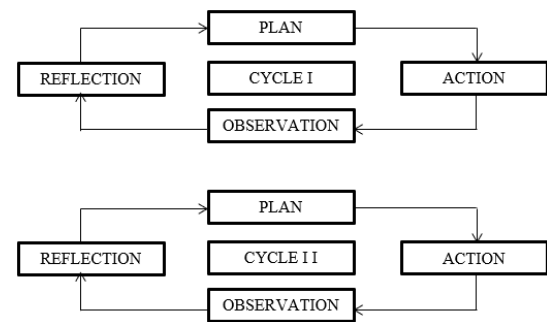 PLAN
REFLECTION
CYCLE I
ACTION
OBSERVATION
PLAN
REFLECTION
CYCLE I I
ACTION
OBSERVATION